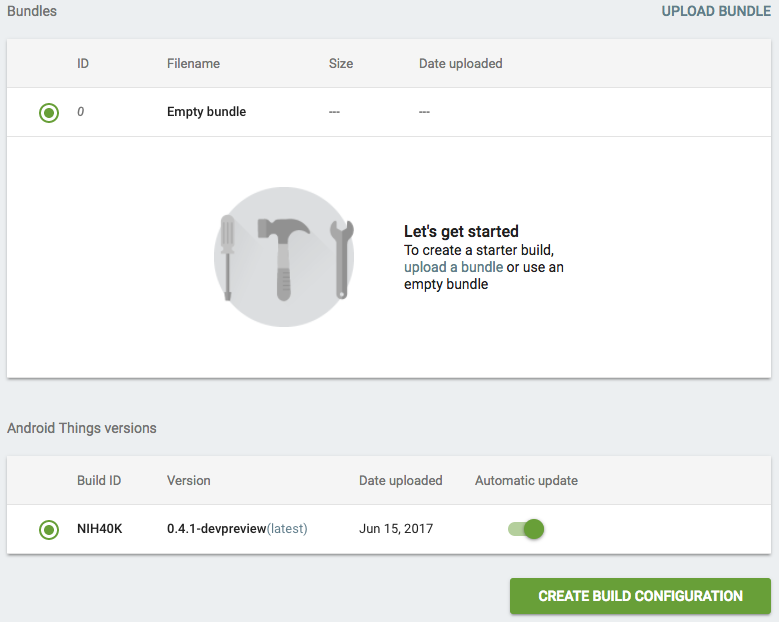 Bundles UPLOAD BUNDLE
ID Filename Size Date uploaded
0 Empty bundle --- ---
Let's get started
To create a starter build,
upload a bundle or use an
empty bundle
Android Things versions
Build ID Version Date uploaded Automatic update
NIH40K 0.4.1-devpreview(latest) Jun 15, 2017
CREATE BUILD CONFIGURATION